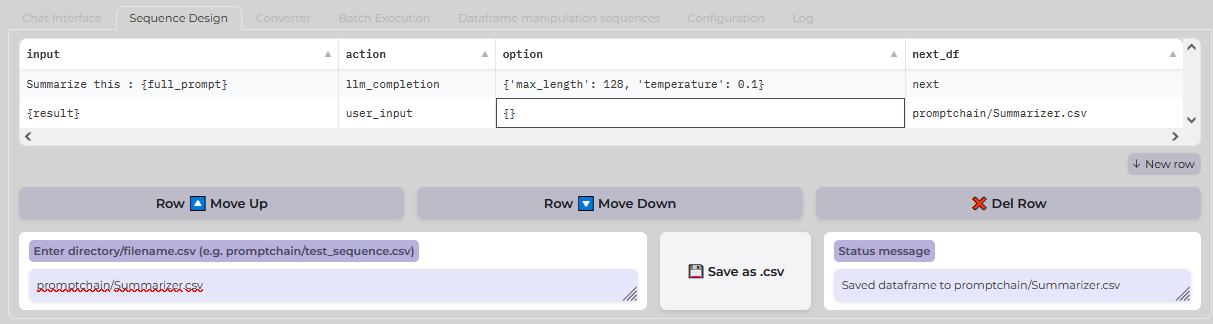 Chat Interface Sequence Design Converter Batch Execution Dataframe manipulation sequences Configuration Log
input action option next_df
Summarize this : {full_prompt} llm_completion {'max_length': 128, 'temperature': 0.1} next
{result} user_input {} promptchain/Summarizer.csv
↓ New row
Row 🔼 Move Up Row 🔽 Move Down ❌ Del Row
Enter directory/filename.csv (e.g. promptchain/test_sequence.csv)
promptchain/Summarizer.csv
💾 Save as .csv
Status message
Saved dataframe to promptchain/Summarizer.csv